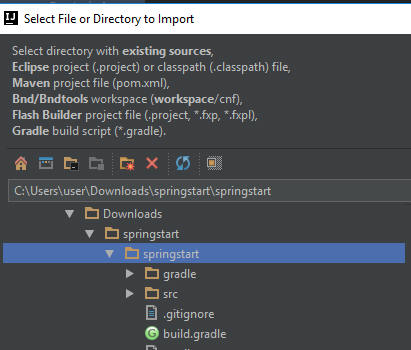 Select File or Directory to Import
Select directory with existing sources,
Eclipse project (.project) or classpath (.classpath) file,
Maven project file (pom.xml),
Bnd/Bndtools workspace (workspace/cnf),
Flash Builder project file (.project, *.fxp, *.fxpl),
Gradle build script (*.gradle).
C:\Users\user\Downloads\springstart\springstart
Downloads
springstart
springstart
gradle
src
.gitignore
build.gradle